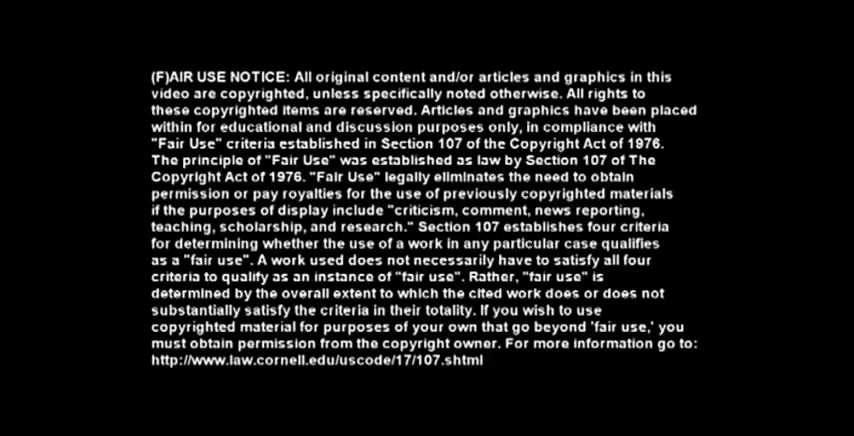 (F)AIR USE NOTICE: All original content and/or articles and graphics in this
video are copyrighted, unless specifically noted otherwise. All rights to
these copyrighted items are reserved. Articles and graphics have been placed
within for educational and discussion purposes only, in compliance with
"Fair Use" criteria established in Section 107 of the Copyright Act of 1976.
The principle of "Fair Use" was established as law by Section 107 of The
Copyright Act of 1976. "Fair Use" legally eliminates the need to obtain
permission or pay royalties for the use of previously copyrighted materials
if the purposes of display include "criticism, comment, news reporting,
teaching, scholarship, and research." Section 107 establishes four criteria
for determining whether the use of a work in any particular case qualifies
as a "fair use". A work used does not necessarily have to satisfy all four
criteria to qualify as an instance of "fair use". Rather, "fair use" is
determined by the overall extent to which the cited work does or does not
substantially satisfy the criteria in their totality. If you wish to use
copyrighted material for purposes of your own that go beyond 'fair use,' you
must obtain permission from the copyright owner. For more information go to:
http://www.law.cornell.edu/uscode/17/107.shtml